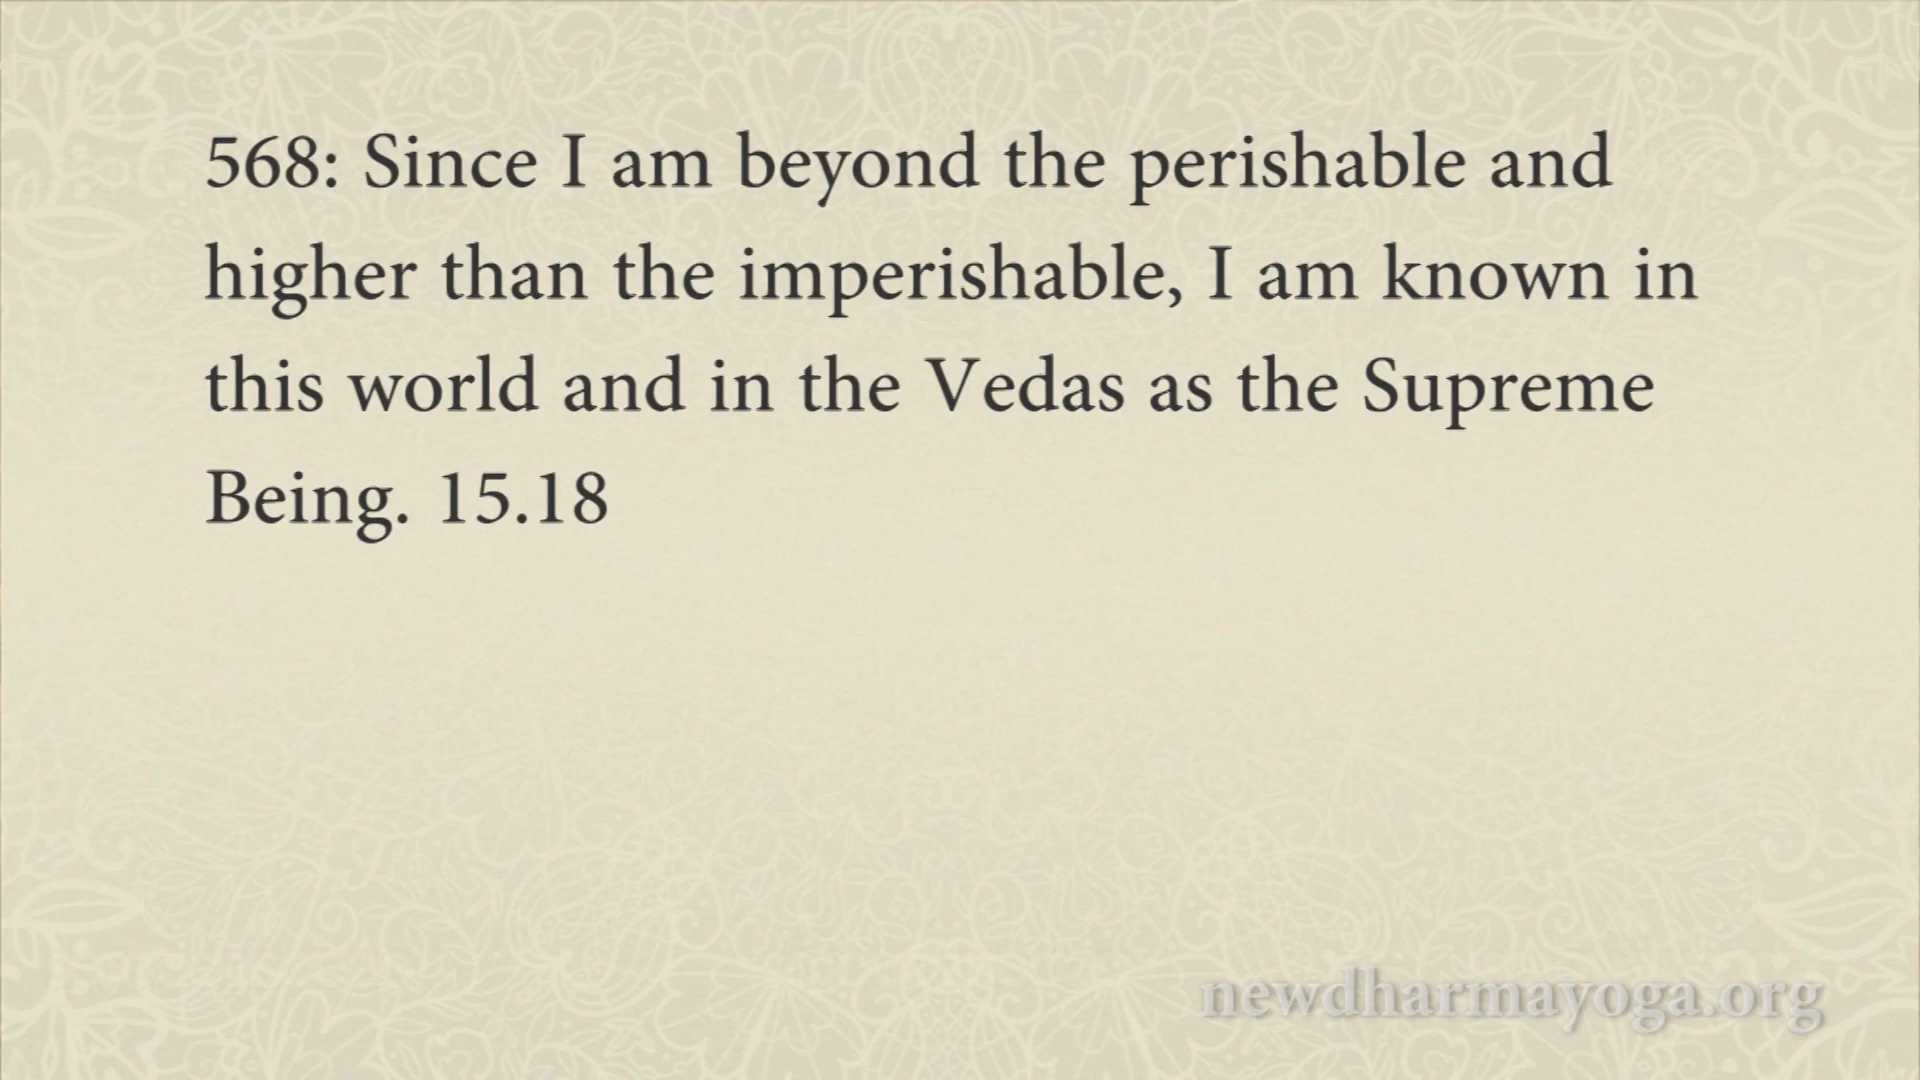 568: Since I am beyond the perishable and
higher than the imperishable, I am known in
this world and in the Vedas as the Supreme
Being. 15.18
newdharmayoga.org